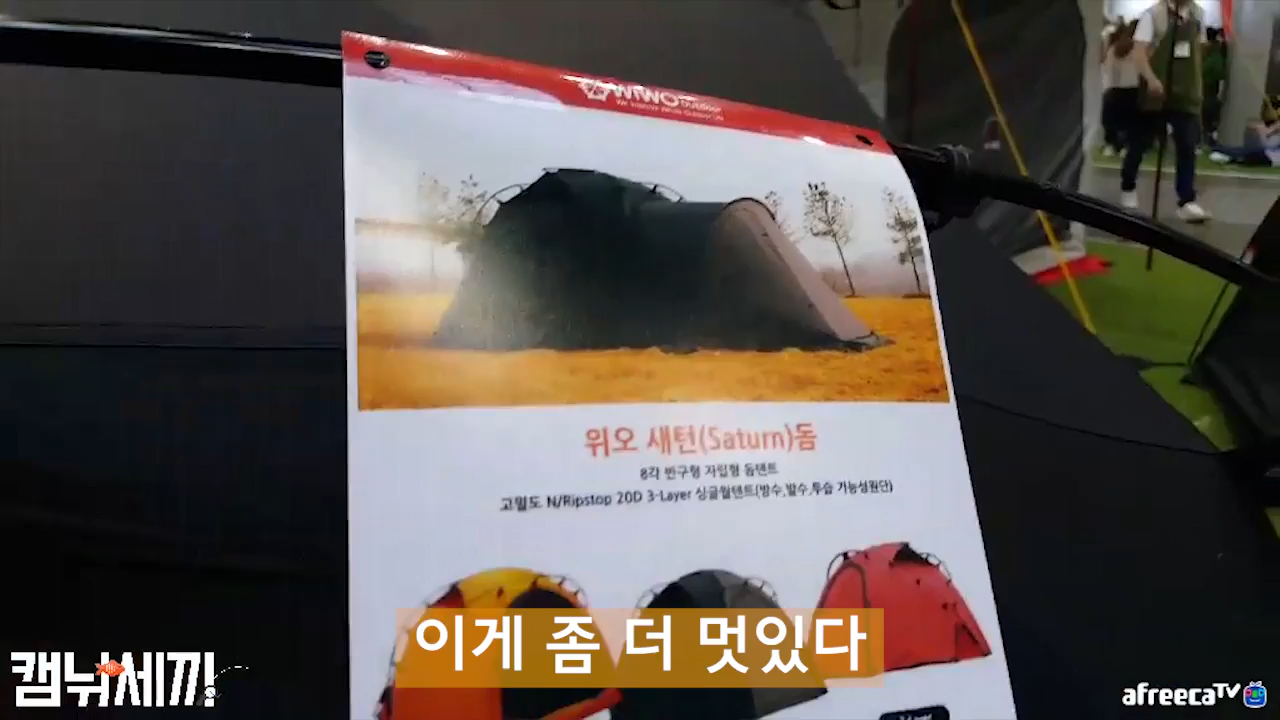 WIWO OUTDOOR
위오 새턴(Saturn)돔
8각 반구형 자립형 돔텐트
고밀도 N/Ripstop 20D 3-Layer 싱글월텐트(방수,발수,투습 가능성원단)
이게 좀 더 멋있다
캠낚세끼!
afreecaTV